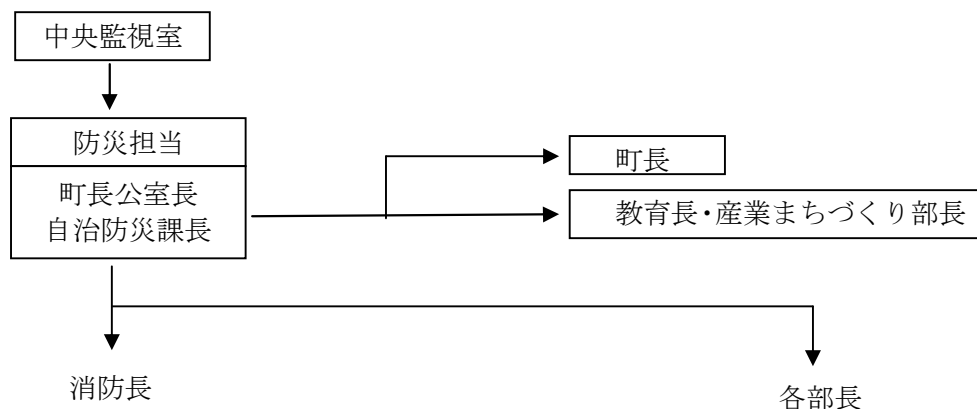 中央監視室
防災担当
町長公室長
自治防災課長
町長
教育長・産業まちづくり部長
消防長
各部長